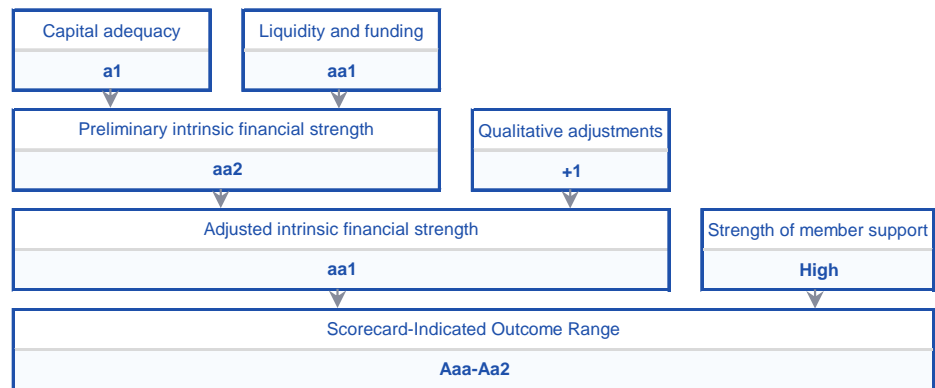 Capital adequacy
Liquidity and funding
a1
aa1
Preliminary intrinsic financial strength
Qualitative adjustments
aa2
+1
Adjusted intrinsic financial strength
Strength of member support
aa1
High
Scorecard-Indicated Outcome Range
Aaa-Aa2